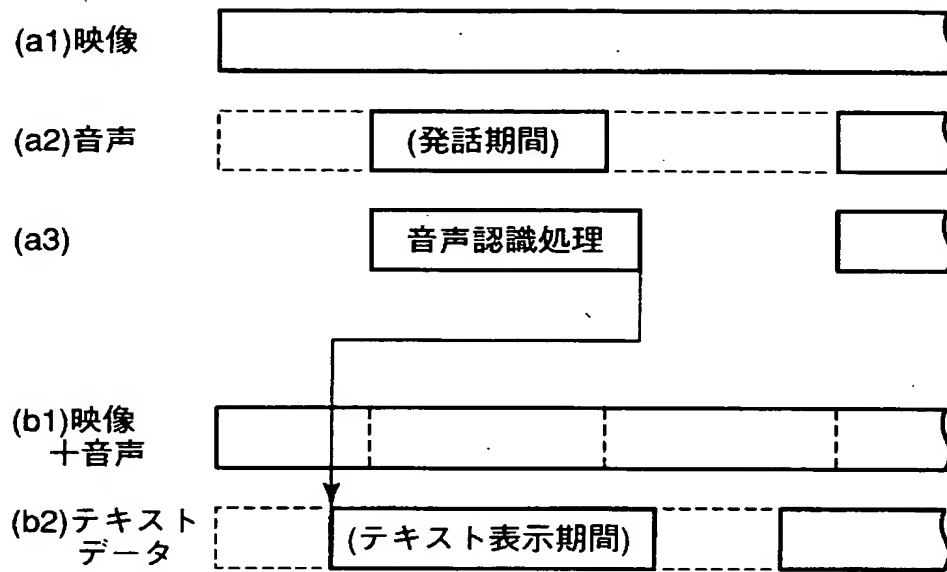 (a1)映像
(a2)音声
(発話期間)
(a3)
音声認識処理
(b1)映像
＋音声
(b2)テキスト
データ
(テキスト表示期間)